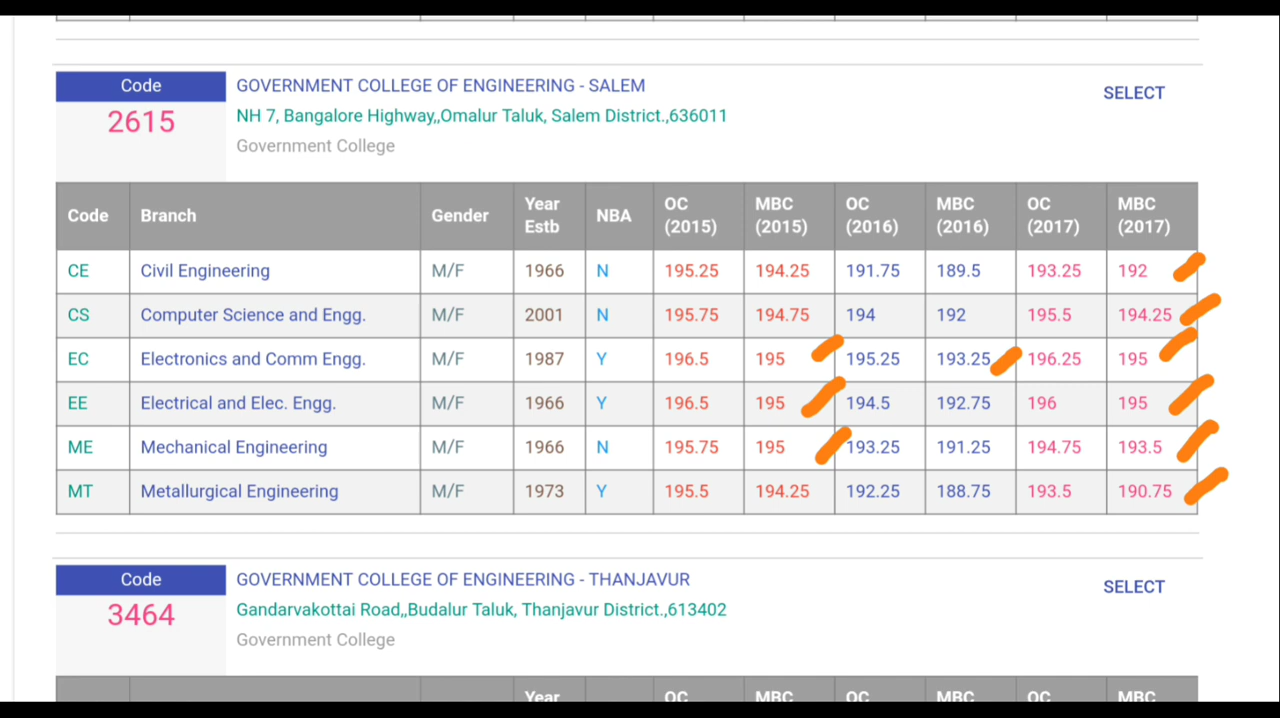 Code
2615
GOVERNMENT COLLEGE OF ENGINEERING - SALEM
NH 7, Bangalore Highway,,Omalur Taluk, Salem District.,636011
Government College
SELECT
Code Branch Gender Year Estb NBA OC (2015) MBC (2015) OC (2016) MBC (2016) OC (2017) MBC (2017)
CE Civil Engineering M/F 1966 N 195.25 194.25 191.75 189.5 193.25 192
CS Computer Science and Engg. M/F 2001 N 195.75 194.75 194 192 195.5 194.25
EC Electronics and Comm Engg. M/F 1987 Y 196.5 195 195.25 193.25 196.25 195
EE Electrical and Elec. Engg. M/F 1966 Y 196.5 195 194.5 192.75 196 195
ME Mechanical Engineering M/F 1966 N 195.75 195 193.25 191.25 194.75 193.5
MT Metallurgical Engineering M/F 1973 Y 195.5 194.25 192.25 188.75 193.5 190.75
Code
3464
GOVERNMENT COLLEGE OF ENGINEERING - THANJAVUR
Gandarvakottai Road,,Budalur Taluk, Thanjavur District.,613402
Government College
SELECT
Year OC MBC OC MBC OC MBC